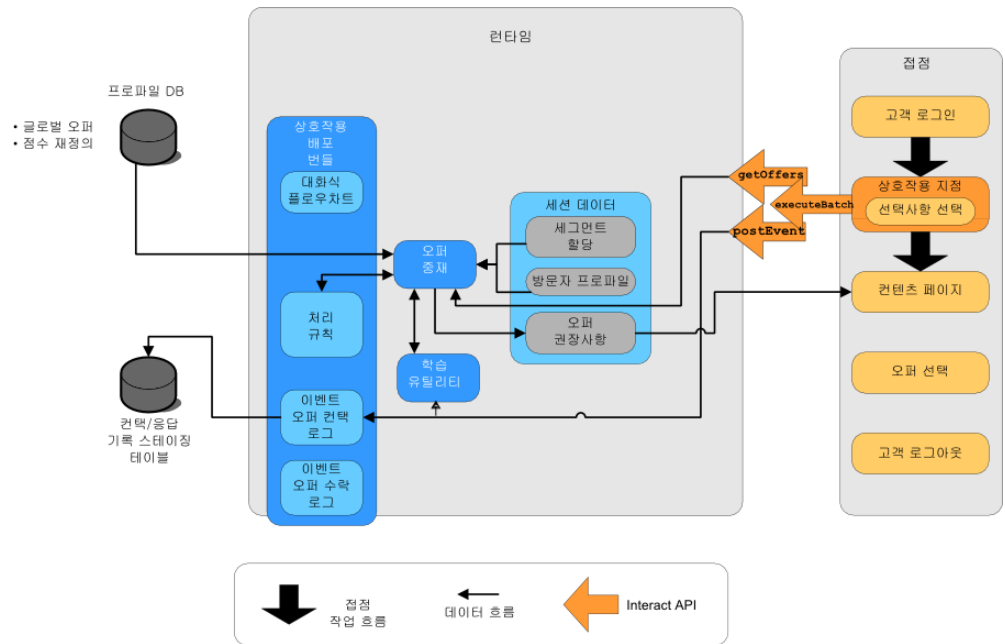 런타임
접점
프로파일 DB
• 글로벌 오퍼
• 점수 재정의
상호작용
배포
번들
대화식
플로우차트
처리
규칙
이벤트
오퍼 컨택
로그
이벤트
오퍼 수락
로그
오퍼
중재
학습
유틸리티
세션 데이터
세그먼트
할당
방문자 프로파일
오퍼
권장사항
getOffers
executeBatch
postEvent
고객 로그인
상호작용 지점
선택사항 선택
컨텐츠 페이지
오퍼 선택
고객 로그아웃
컨택/응답
기록 스테이징
테이블
접점
작업 흐름
데이터 흐름
Interact API